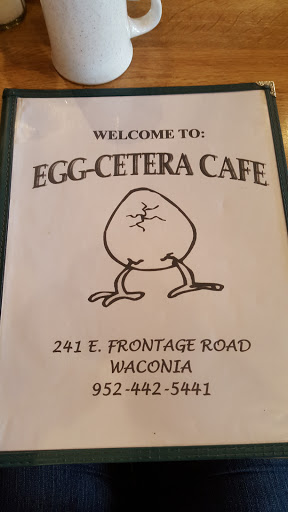 WELCOME TO:
EGG-CETERA CAFE
241 E. FRONTAGE ROAD
WACONIA
952-442-5441